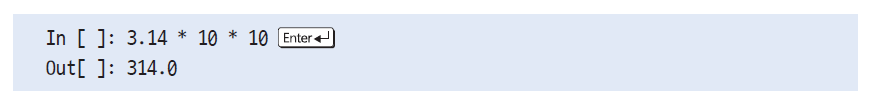 In [ ]: 3.14 * 10 * 10 Enter↵
Out[ ]: 314.0